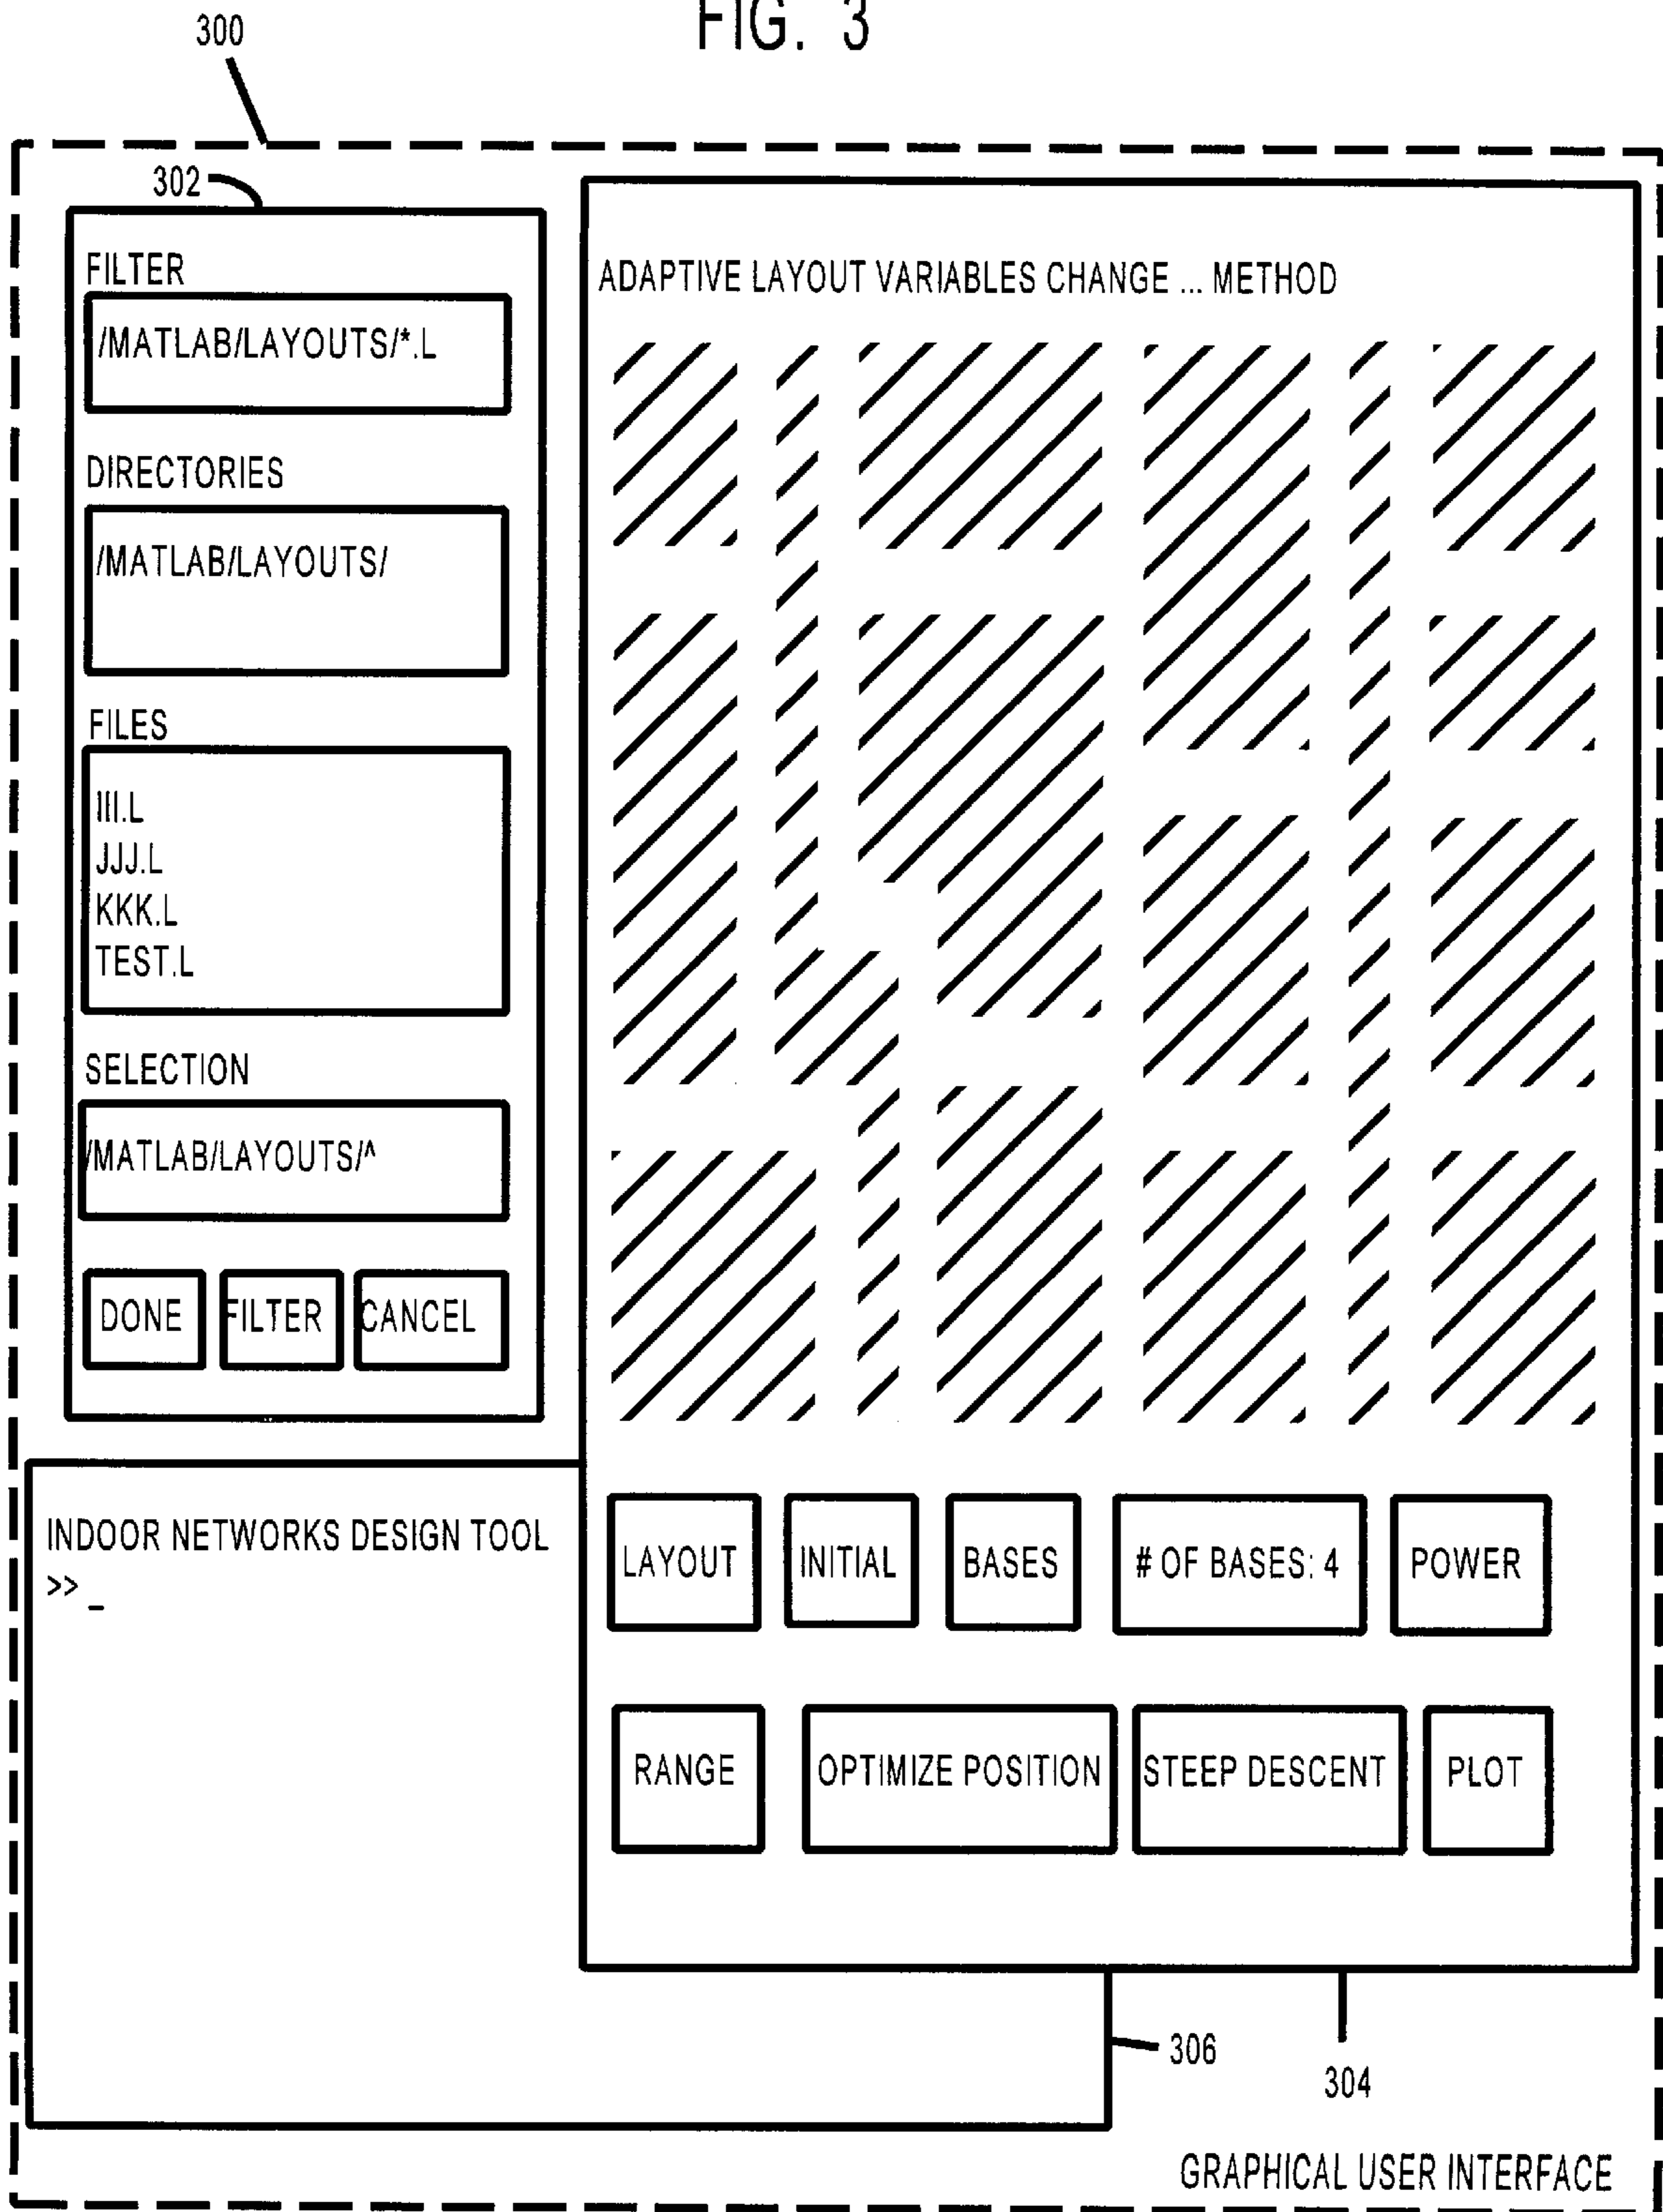 FIG. 3
300
302
FILTER
/MATLAB/LAYOUTS/*.L
DIRECTORIES
/MATLAB/LAYOUTS/
FILES
III.L
JJJ.L
KKK.L
TEST.L
SELECTION
/MATLAB/LAYOUTS/^
DONE FILTER CANCEL
ADAPTIVE LAYOUT VARIABLES CHANGE ... METHOD
LAYOUT INITIAL BASES # OF BASES: 4 POWER
RANGE OPTIMIZE POSITION STEEP DESCENT PLOT
INDOOR NETWORKS DESIGN TOOL
>> _
306
304
GRAPHICAL USER INTERFACE